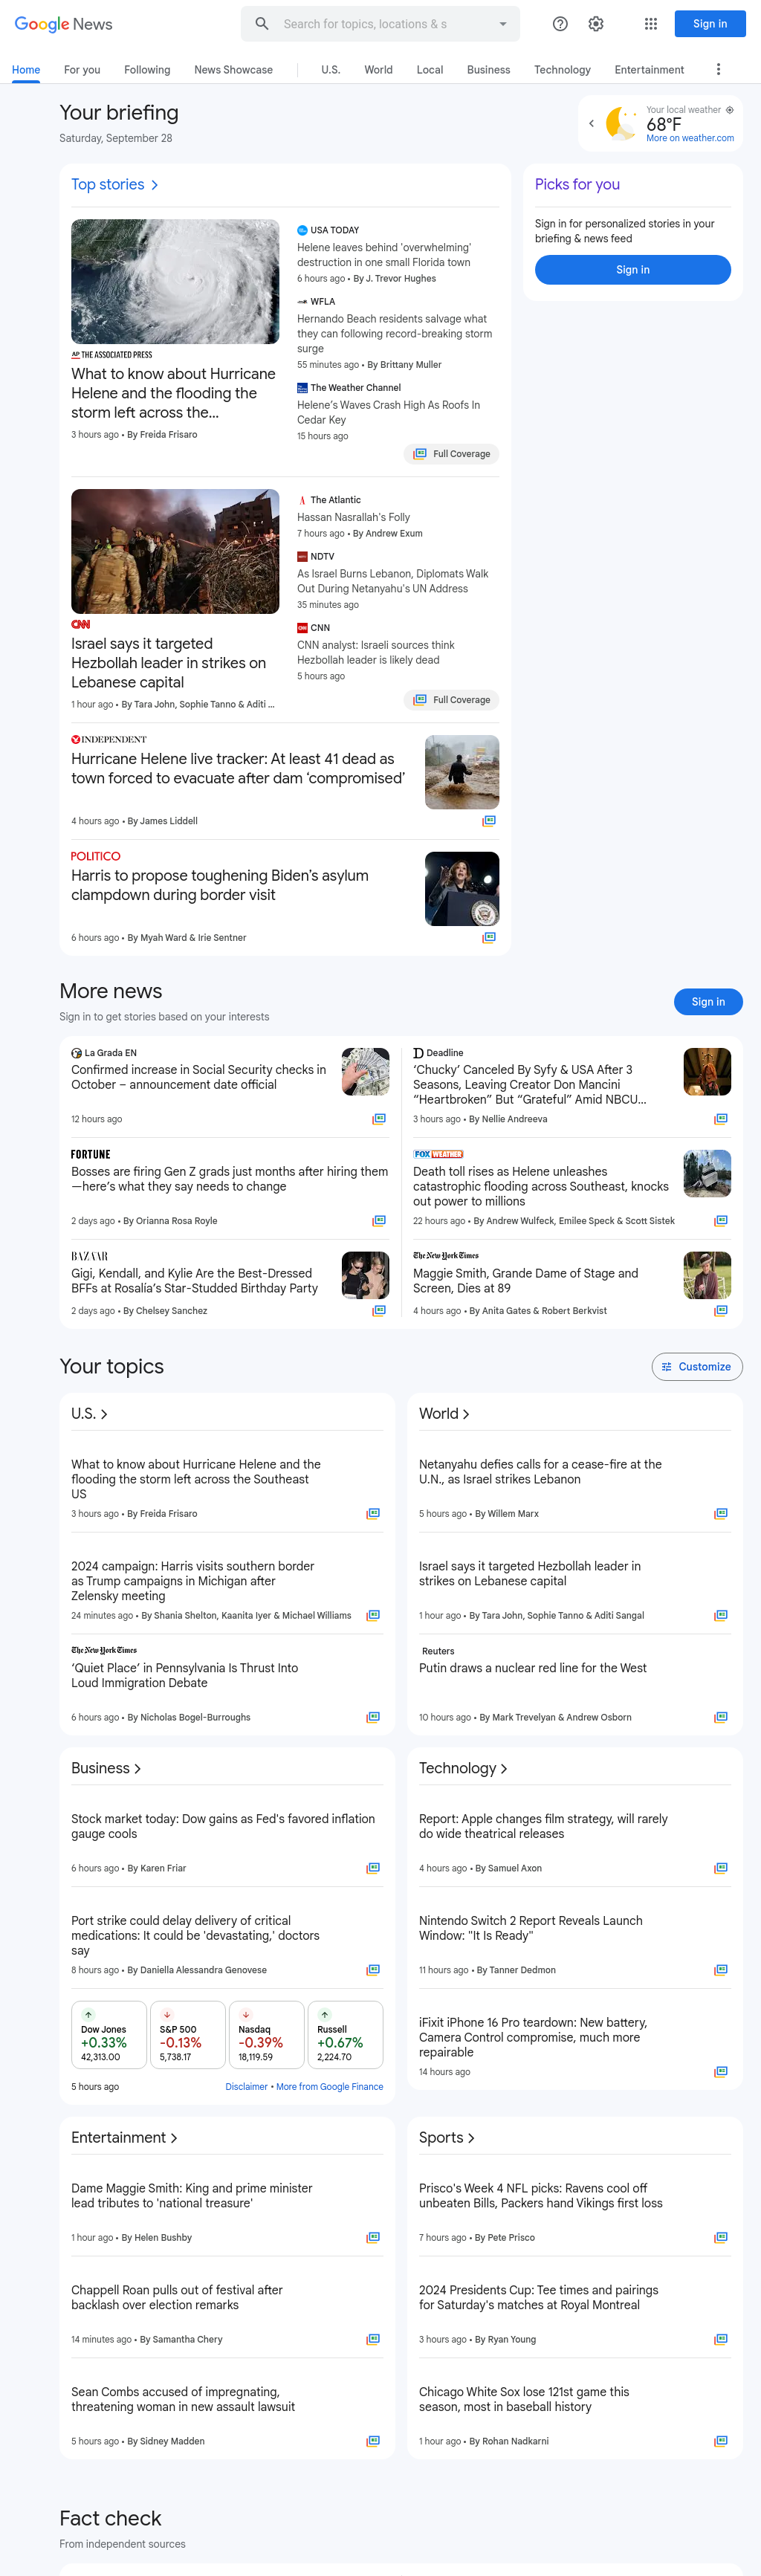 Google News
Search for topics, locations & s
Sign in
Home
For you
Following
News Showcase
U.S.
World
Local
Business
Technology
Entertainment
Your briefing
Saturday, September 28
Your local weather
68°F
More on weather.com
Top stories
THE ASSOCIATED PRESS
What to know about Hurricane
Helene and the flooding the
storm left across the...
3 hours ago • By Freida Frisaro
USA TODAY
Helene leaves behind 'overwhelming'
destruction in one small Florida town
6 hours ago • By J. Trevor Hughes
WFLA
Hernando Beach residents salvage what
they can following record-breaking storm
surge
55 minutes ago • By Brittany Muller
The Weather Channel
Helene's Waves Crash High As Roofs In
Cedar Key
15 hours ago
Full Coverage
Picks for you
Sign in for personalized stories in your
briefing & news feed
Sign in
CNN
Israel says it targeted
Hezbollah leader in strikes on
Lebanese capital
1 hour ago • By Tara John, Sophie Tanno & Aditi ...
The Atlantic
Hassan Nasrallah's Folly
7 hours ago • By Andrew Exum
NDTV
As Israel Burns Lebanon, Diplomats Walk
Out During Netanyahu's UN Address
35 minutes ago
CNN
CNN analyst: Israeli sources think
Hezbollah leader is likely dead
5 hours ago
Full Coverage
INDEPENDENT
Hurricane Helene live tracker: At least 41 dead as
town forced to evacuate after dam ‘compromised’
4 hours ago • By James Liddell
POLITICO
Harris to propose toughening Biden’s asylum
clampdown during border visit
6 hours ago • By Myah Ward & Irie Sentner
More news
Sign in to get stories based on your interests
Sign in
La Grada EN
Confirmed increase in Social Security checks in
October – announcement date official
12 hours ago
FORTUNE
Bosses are firing Gen Z grads just months after hiring them
—here’s what they say needs to change
2 days ago • By Orianna Rosa Royle
BAZAAR
Gigi, Kendall, and Kylie Are the Best-Dressed
BFFs at Rosalía’s Star-Studded Birthday Party
2 days ago • By Chelsey Sanchez
Deadline
‘Chucky’ Canceled By Syfy & USA After 3
Seasons, Leaving Creator Don Mancini
“Heartbroken” But “Grateful” Amid NBCU...
3 hours ago • By Nellie Andreeva
FOX WEATHER
Death toll rises as Helene unleashes
catastrophic flooding across Southeast, knocks
out power to millions
22 hours ago • By Andrew Wulfeck, Emilee Speck & Scott Sistek
The New York Times
Maggie Smith, Grande Dame of Stage and
Screen, Dies at 89
4 hours ago • By Anita Gates & Robert Berkvist
Your topics
Customize
U.S.
What to know about Hurricane Helene and the
flooding the storm left across the Southeast
US
3 hours ago • By Freida Frisaro
2024 campaign: Harris visits southern border
as Trump campaigns in Michigan after
Zelensky meeting
24 minutes ago • By Shania Shelton, Kaanita Iyer & Michael Williams
The New York Times
‘Quiet Place’ in Pennsylvania Is Thrust Into
Loud Immigration Debate
6 hours ago • By Nicholas Bogel-Burroughs
World
Netanyahu defies calls for a cease-fire at the
U.N., as Israel strikes Lebanon
5 hours ago • By Willem Marx
Israel says it targeted Hezbollah leader in
strikes on Lebanese capital
1 hour ago • By Tara John, Sophie Tanno & Aditi Sangal
Reuters
Putin draws a nuclear red line for the West
10 hours ago • By Mark Trevelyan & Andrew Osborn
Business
Stock market today: Dow gains as Fed's favored inflation
gauge cools
6 hours ago • By Karen Friar
Port strike could delay delivery of critical
medications: It could be 'devastating,' doctors
say
8 hours ago • By Daniella Alessandra Genovese
Dow Jones
+0.33%
42,313.00
S&P 500
-0.13%
5,738.17
Nasdaq
-0.39%
18,119.59
Russell
+0.67%
2,224.70
5 hours ago
Disclaimer • More from Google Finance
Technology
Report: Apple changes film strategy, will rarely
do wide theatrical releases
4 hours ago • By Samuel Axon
Nintendo Switch 2 Report Reveals Launch
Window: "It Is Ready"
11 hours ago • By Tanner Dedmon
iFixit iPhone 16 Pro teardown: New battery,
Camera Control compromise, much more
repairable
14 hours ago
Entertainment
Dame Maggie Smith: King and prime minister
lead tributes to 'national treasure'
1 hour ago • By Helen Bushby
Chappell Roan pulls out of festival after
backlash over election remarks
14 minutes ago • By Samantha Chery
Sean Combs accused of impregnating,
threatening woman in new assault lawsuit
5 hours ago • By Sidney Madden
Sports
Prisco's Week 4 NFL picks: Ravens cool off
unbeaten Bills, Packers hand Vikings first loss
7 hours ago • By Pete Prisco
2024 Presidents Cup: Tee times and pairings
for Saturday's matches at Royal Montreal
3 hours ago • By Ryan Young
Chicago White Sox lose 121st game this
season, most in baseball history
1 hour ago • By Rohan Nadkarni
Fact check
From independent sources